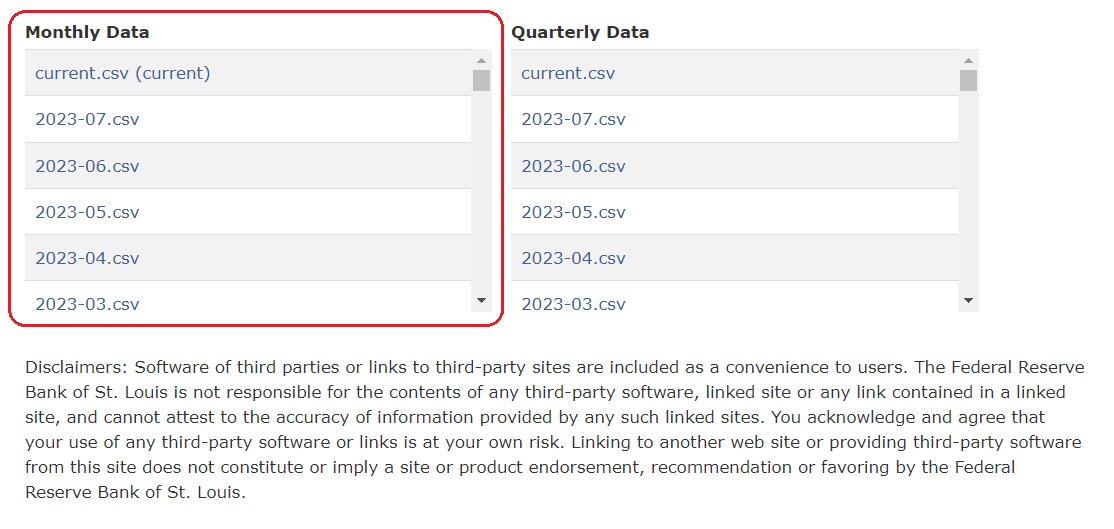 Monthly Data
current.csv (current)
2023-07.csv
2023-06.csv
2023-05.csv
2023-04.csv
2023-03.csv
Quarterly Data
current.csv
2023-07.csv
2023-06.csv
2023-05.csv
2023-04.csv
2023-03.csv
Disclaimers: Software of third parties or links to third-party sites are included as a convenience to users. The Federal Reserve
Bank of St. Louis is not responsible for the contents of any third-party software, linked site or any link contained in a linked
site, and cannot attest to the accuracy of information provided by any such linked sites. You acknowledge and agree that
your use of any third-party software or links is at your own risk. Linking to another web site or providing third-party software
from this site does not constitute or imply a site or product endorsement, recommendation or favoring by the Federal
Reserve Bank of St. Louis.